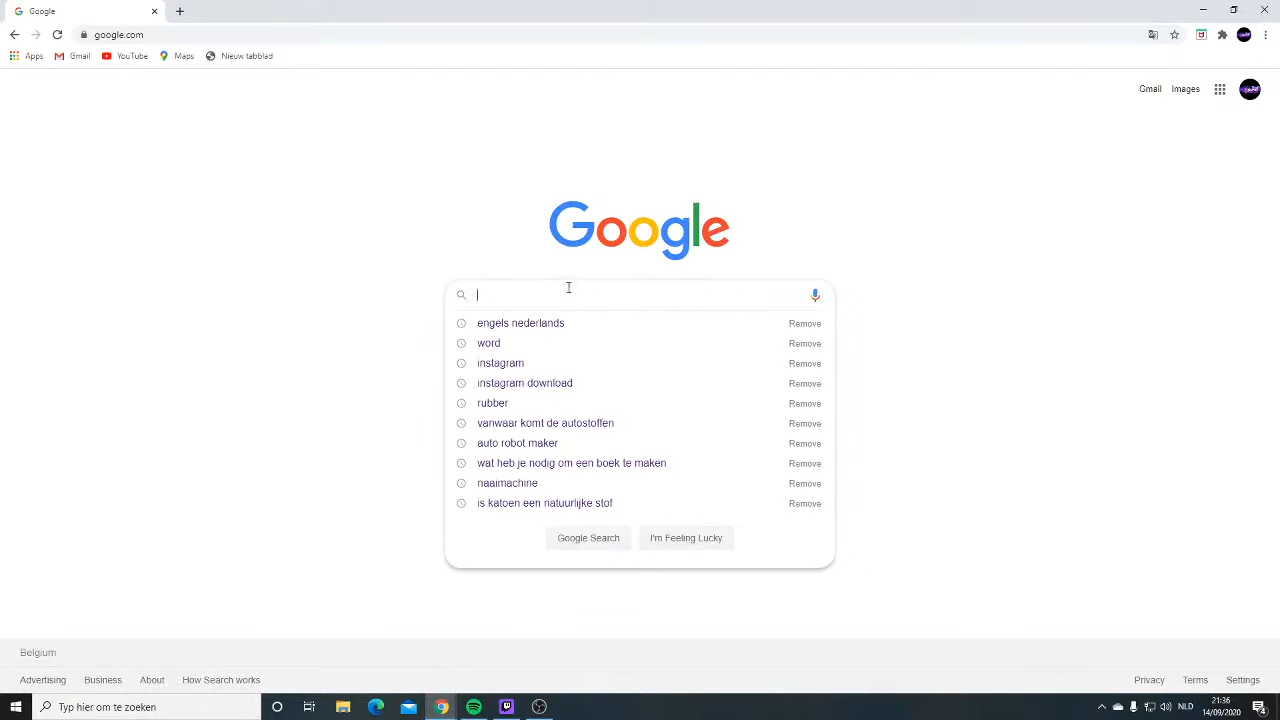 Google
google.com
Apps Gmail YouTube Maps Nieuw tabblad
Gmail Images
Google
engels nederlands Remove
word Remove
instagram Remove
instagram download Remove
rubber Remove
vanwaar komt de autostoffen Remove
auto robot maker Remove
wat heb je nodig om een boek te maken Remove
naaimachine Remove
is katoen een natuurlijke stof Remove
Google Search I'm Feeling Lucky
Belgium
Advertising Business About How Search works Privacy Terms Settings
Typ hier om te zoeken NLD 21:36
14/09/2020